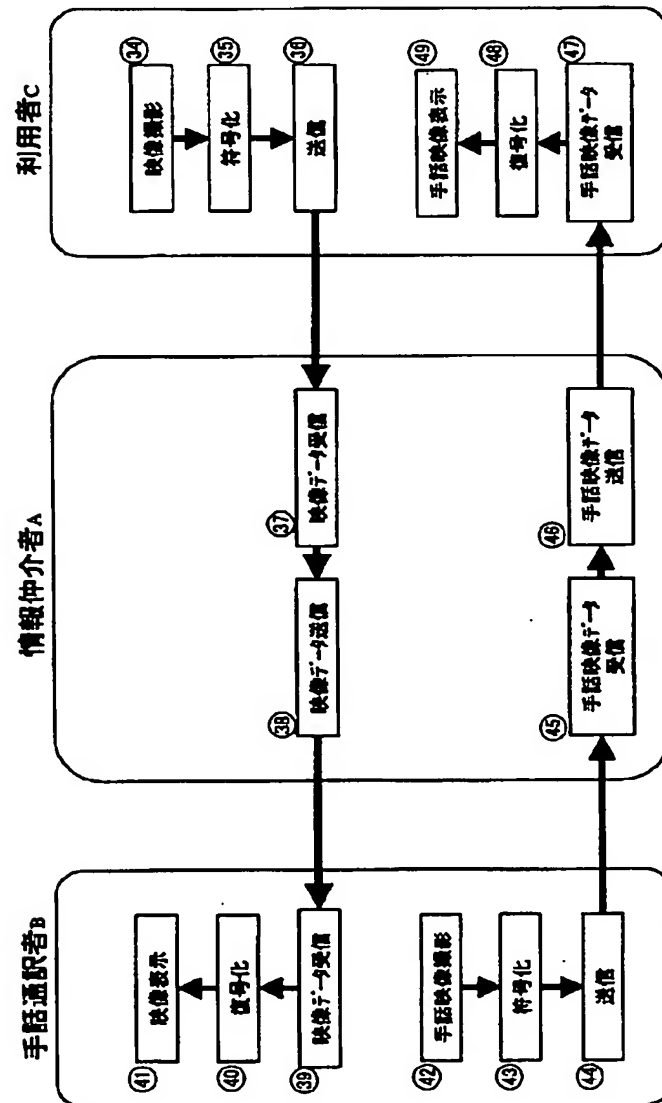 手話通訳者B
㊶
映像表示
㊵
復号化
㊴
映像データ受信
㊷
手話映像撮影
㊸
符号化
㊹
送信
情報仲介者A
㊲
映像データ受信
㊳
映像データ送信
㊺
手話映像データ
受信
㊻
手話映像データ
送信
利用者C
㉞
映像撮影
㉟
符号化
㊱
送信
㊾
手話映像表示
㊽
復号化
㊼
手話映像データ
受信